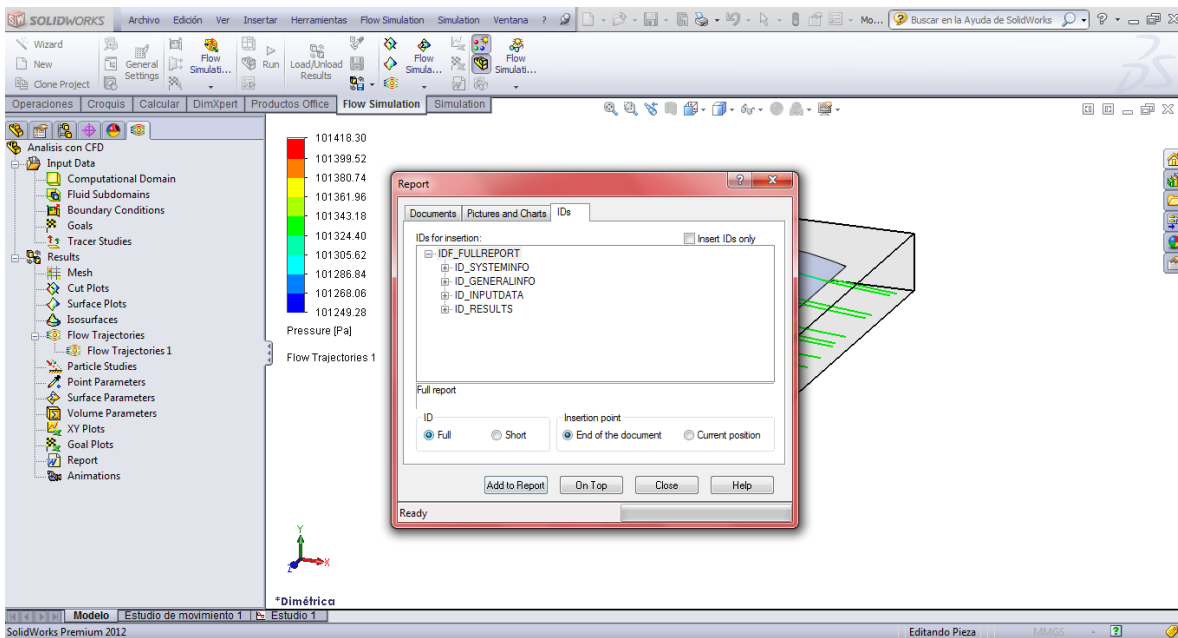 SOLIDWORKS Archivo Edición Ver Insertar Herramientas Flow Simulation Simulation Ventana ? Mo... Buscar en la Ayuda de SolidWorks
Wizard
New
Clone Project
General Settings
Flow Simulati...
Run
Load/Unload Results
Flow Simula...
Flow Simulati...
Operaciones Croquis Calcular DimXpert Productos Office Flow Simulation Simulation
Analisis con CFD
Input Data
Computational Domain
Fluid Subdomains
Boundary Conditions
Goals
Tracer Studies
Results
Mesh
Cut Plots
Surface Plots
Isosurfaces
Flow Trajectories
Flow Trajectories 1
Particle Studies
Point Parameters
Surface Parameters
Volume Parameters
XY Plots
Goal Plots
Report
Animations
101418.30
101399.52
101380.74
101361.96
101343.18
101324.40
101305.62
101286.84
101268.06
101249.28
Pressure [Pa]
Flow Trajectories 1
Report
Documents Pictures and Charts IDs
IDs for insertion: Insert IDs only
IDF_FULLREPORT
ID_SYSTEMINFO
ID_GENERALINFO
ID_INPUTDATA
ID_RESULTS
Full report
ID Insertion point
Full Short End of the document Current position
Add to Report On Top Close Help
Ready
Y
X
Z
*Dimétrica
Modelo Estudio de movimiento 1 Estudio 1
SolidWorks Premium 2012 Editando Pieza MMGS